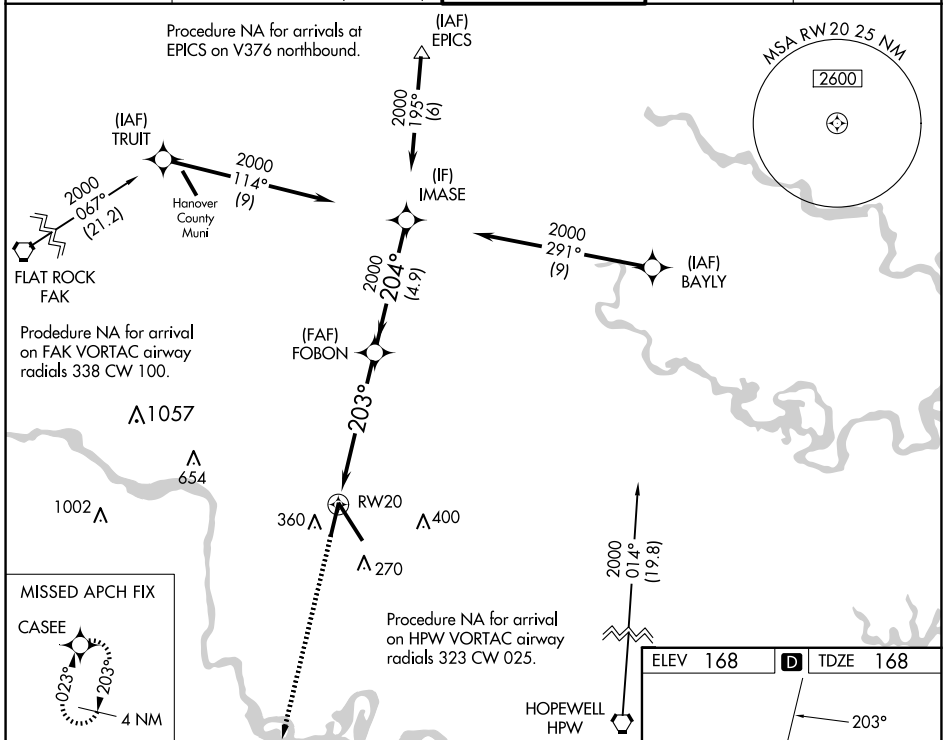 Procedure NA for arrivals at
EPICS on V376 northbound.
(IAF)
EPICS
2000
195°
(6)
MSA RW20 25 NM
2600
(IAF)
TRUIT
2000
114°
(9)
Hanover
County
Muni
2000
067°
(21.2)
FLAT ROCK
FAK
(IF)
IMASE
2000
204°
(4.9)
2000
291°
(9)
(IAF)
BAYLY
(FAF)
FOBON
203°
Prodedure NA for arrival
on FAK VORTAC airway
radials 338 CW 100.
1057
654
1002
360
RW20
400
270
2000
014°
(19.8)
MISSED APCH FIX
CASEE
023°
203°
4 NM
Procedure NA for arrival
on HPW VORTAC airway
radials 323 CW 025.
HOPEWELL
HPW
ELEV 168 D TDZE 168
203°